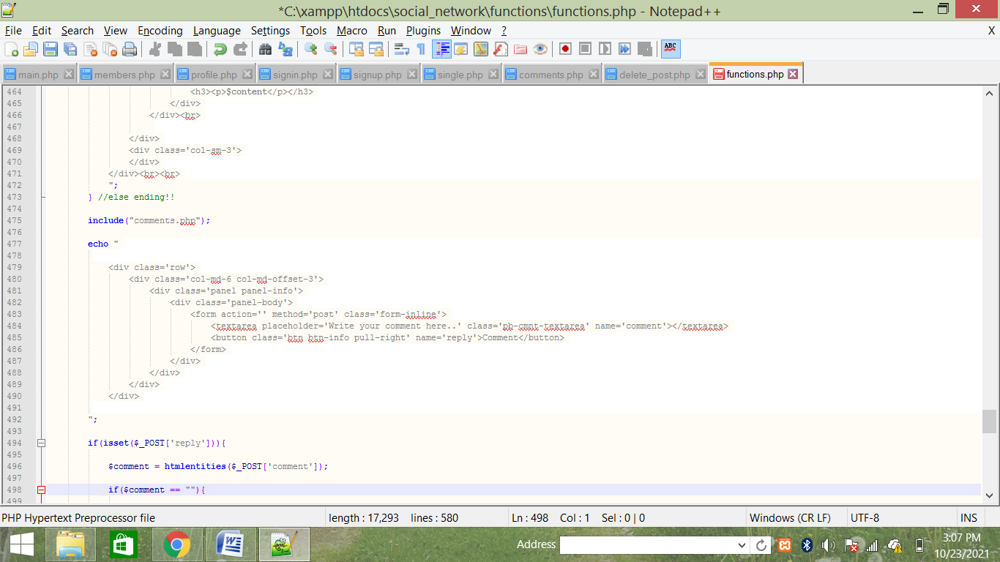 *C:\xampp\htdocs\social_network\functions\functions.php - Notepad++
File Edit Search View Encoding Language Settings Tools Macro Run Plugins Window ? X
ABC
main.php members.php profile.php signin.php signup.php single.php comments.php delete_post.php functions.php
464 <h3><p>$content</p></h3>
465 </div>
466 </div><br>
467
468 </div>
469 <div class='col-sm-3'>
470 </div>
471 </div><br><br>
472 ";
473 } //else ending!!
474
475 include("comments.php");
476
477 echo "
478
479 <div class='row'>
480 <div class='col-md-6 col-md-offset-3'>
481 <div class='panel panel-info'>
482 <div class='panel-body'>
483 <form action='' method='post' class='form-inline'>
484 <textarea placeholder='Write your comment here..' class='pb-cmnt-textarea' name='comment'></textarea>
485 <button class='btn btn-info pull-right' name='reply'>Comment</button>
486 </form>
487 </div>
488 </div>
489 </div>
490 </div>
491
492 ";
493
494 if(isset($_POST['reply'])){
495
496 $comment = htmlentities($_POST['comment']);
497
498 if($comment == ""){
499
PHP Hypertext Preprocessor file length : 17,293 lines : 580 Ln : 498 Col : 1 Sel : 0 | 0 Windows (CR LF) UTF-8 INS
Address
3:07 PM
10/23/2021